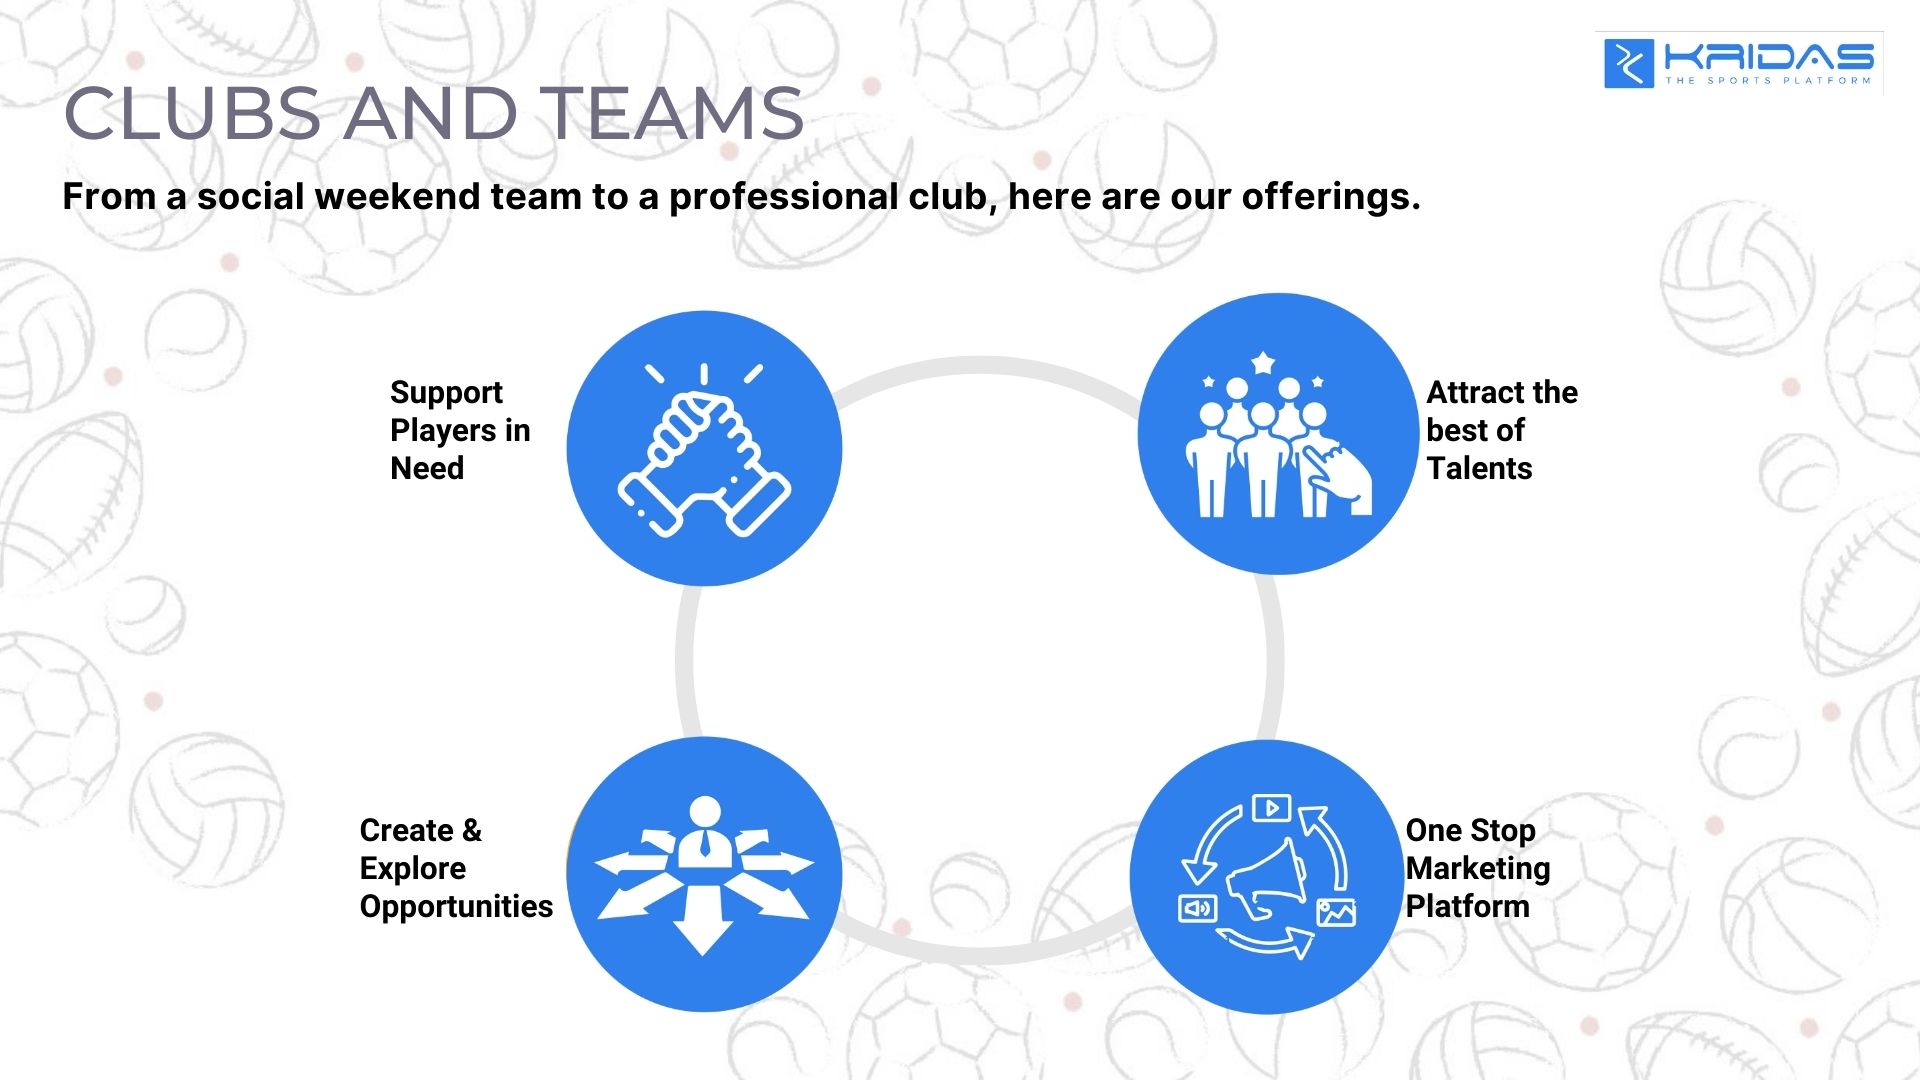 KRIDAS
THE SPORTS PLATFORM
CLUBS AND TEAMS
From a social weekend team to a professional club, here are our offerings.
Support
Players in
Need
Attract the
best of
Talents
Create &
Explore
Opportunities
One Stop
Marketing
Platform